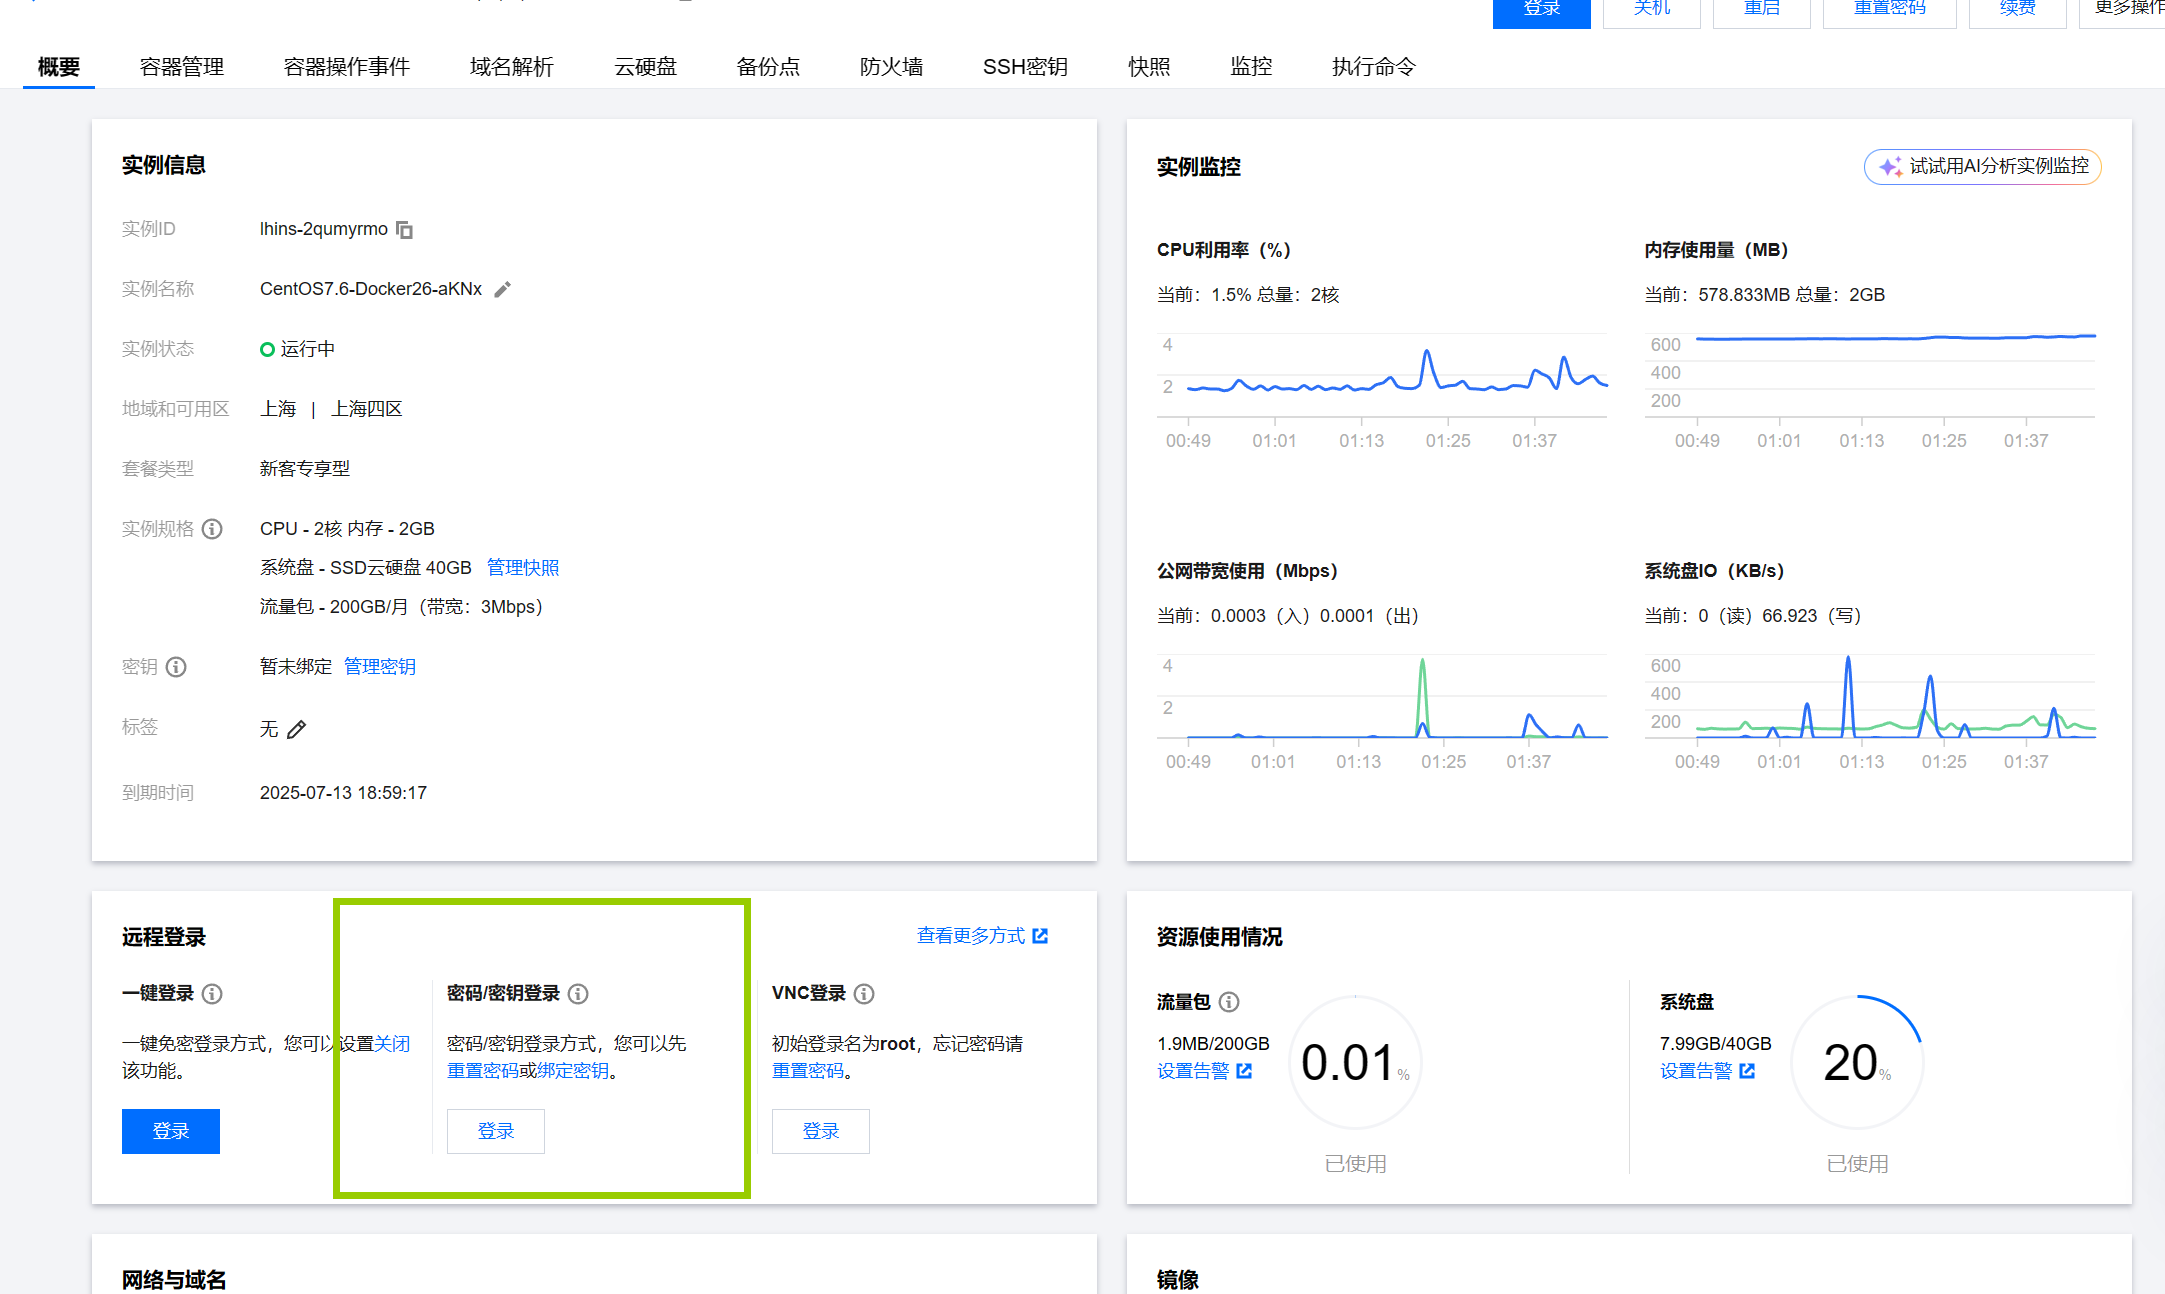 登录 关机 重启 重置密码 续费 更多操作
概要 容器管理 容器操作事件 域名解析 云硬盘 备份点 防火墙 SSH密钥 快照 监控 执行命令
实例信息
实例ID lhins-2qumyrmo
实例名称 CentOS7.6-Docker26-aKNx
实例状态 运行中
地域和可用区 上海 | 上海四区
套餐类型 新客专享型
实例规格 CPU - 2核 内存 - 2GB
系统盘 - SSD云硬盘 40GB 管理快照
流量包 - 200GB/月（带宽：3Mbps）
密钥 暂未绑定 管理密钥
标签 无
到期时间 2025-07-13 18:59:17
实例监控
试试用AI分析实例监控
CPU利用率（%）
当前：1.5% 总量：2核
4
2
00:49 01:01 01:13 01:25 01:37
内存使用量（MB）
当前：578.833MB 总量：2GB
600
400
200
00:49 01:01 01:13 01:25 01:37
公网带宽使用（Mbps）
当前：0.0003（入）0.0001（出）
4
2
00:49 01:01 01:13 01:25 01:37
系统盘IO（KB/s）
当前：0（读）66.923（写）
600
400
200
00:49 01:01 01:13 01:25 01:37
远程登录
查看更多方式
一键登录
一键免密登录方式，您可以设置关闭
该功能。
登录
密码/密钥登录
密码/密钥登录方式，您可以先
重置密码或绑定密钥。
登录
VNC登录
初始登录名为root，忘记密码请
重置密码。
登录
资源使用情况
流量包
1.9MB/200GB
设置告警
0.01%
已使用
系统盘
7.99GB/40GB
设置告警
20%
已使用
网络与域名
镜像